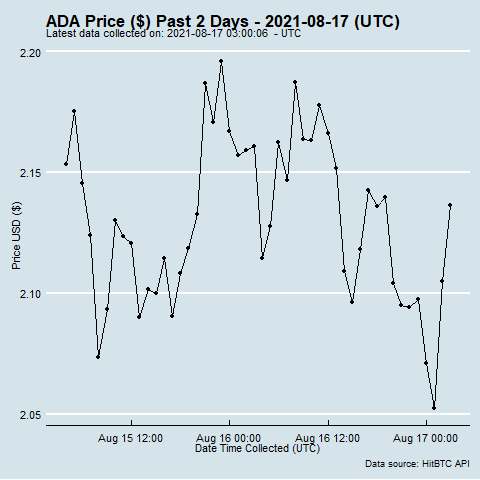 ADA Price ($) Past 2 Days - 2021-08-17 (UTC)
Latest data collected on: 2021-08-17 03:00:06 - UTC
2.20
2.15
2.10
2.05
Price USD ($)
Aug 15 12:00 Aug 16 00:00 Aug 16 12:00 Aug 17 00:00
Date Time Collected (UTC)
Data source: HitBTC API